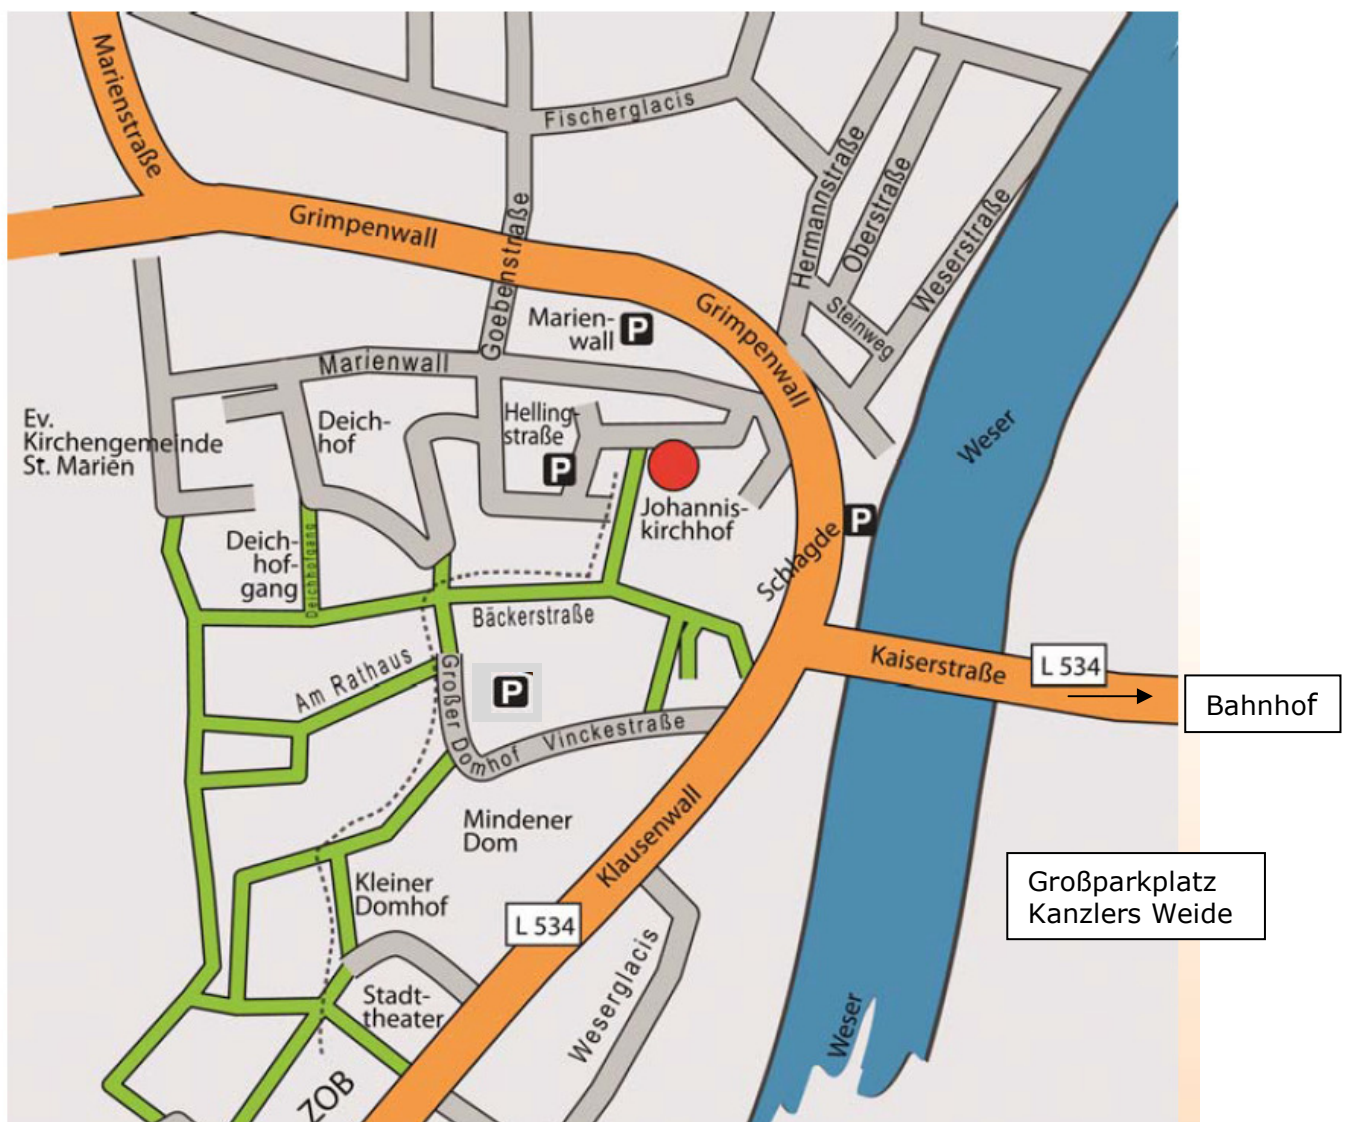 Marienstraße
Fischerglacis
Grimpenwall
Goebenstraße
Hermannstraße
Oberstraße
Weserstraße
Steinweg
Marien-
wall
P
Grimpenwall
Marienwall
Ev.
Kirchengemeinde
St. Marien
Deich-
hof
Helling-
straße
P
Weser
Johannis-
kirchhof
P
Schlagde
Deich-
hof-
gang
Deichhofgang
Bäckerstraße
Kaiserstraße
L 534
Bahnhof
Am Rathaus
P
Großer Domhof
Vinckestraße
Mindener
Dom
Klausenwall
Kleiner
Domhof
L 534
Großparkplatz
Kanzlers Weide
Stadt-
theater
Weserglacis
Weser
ZOB